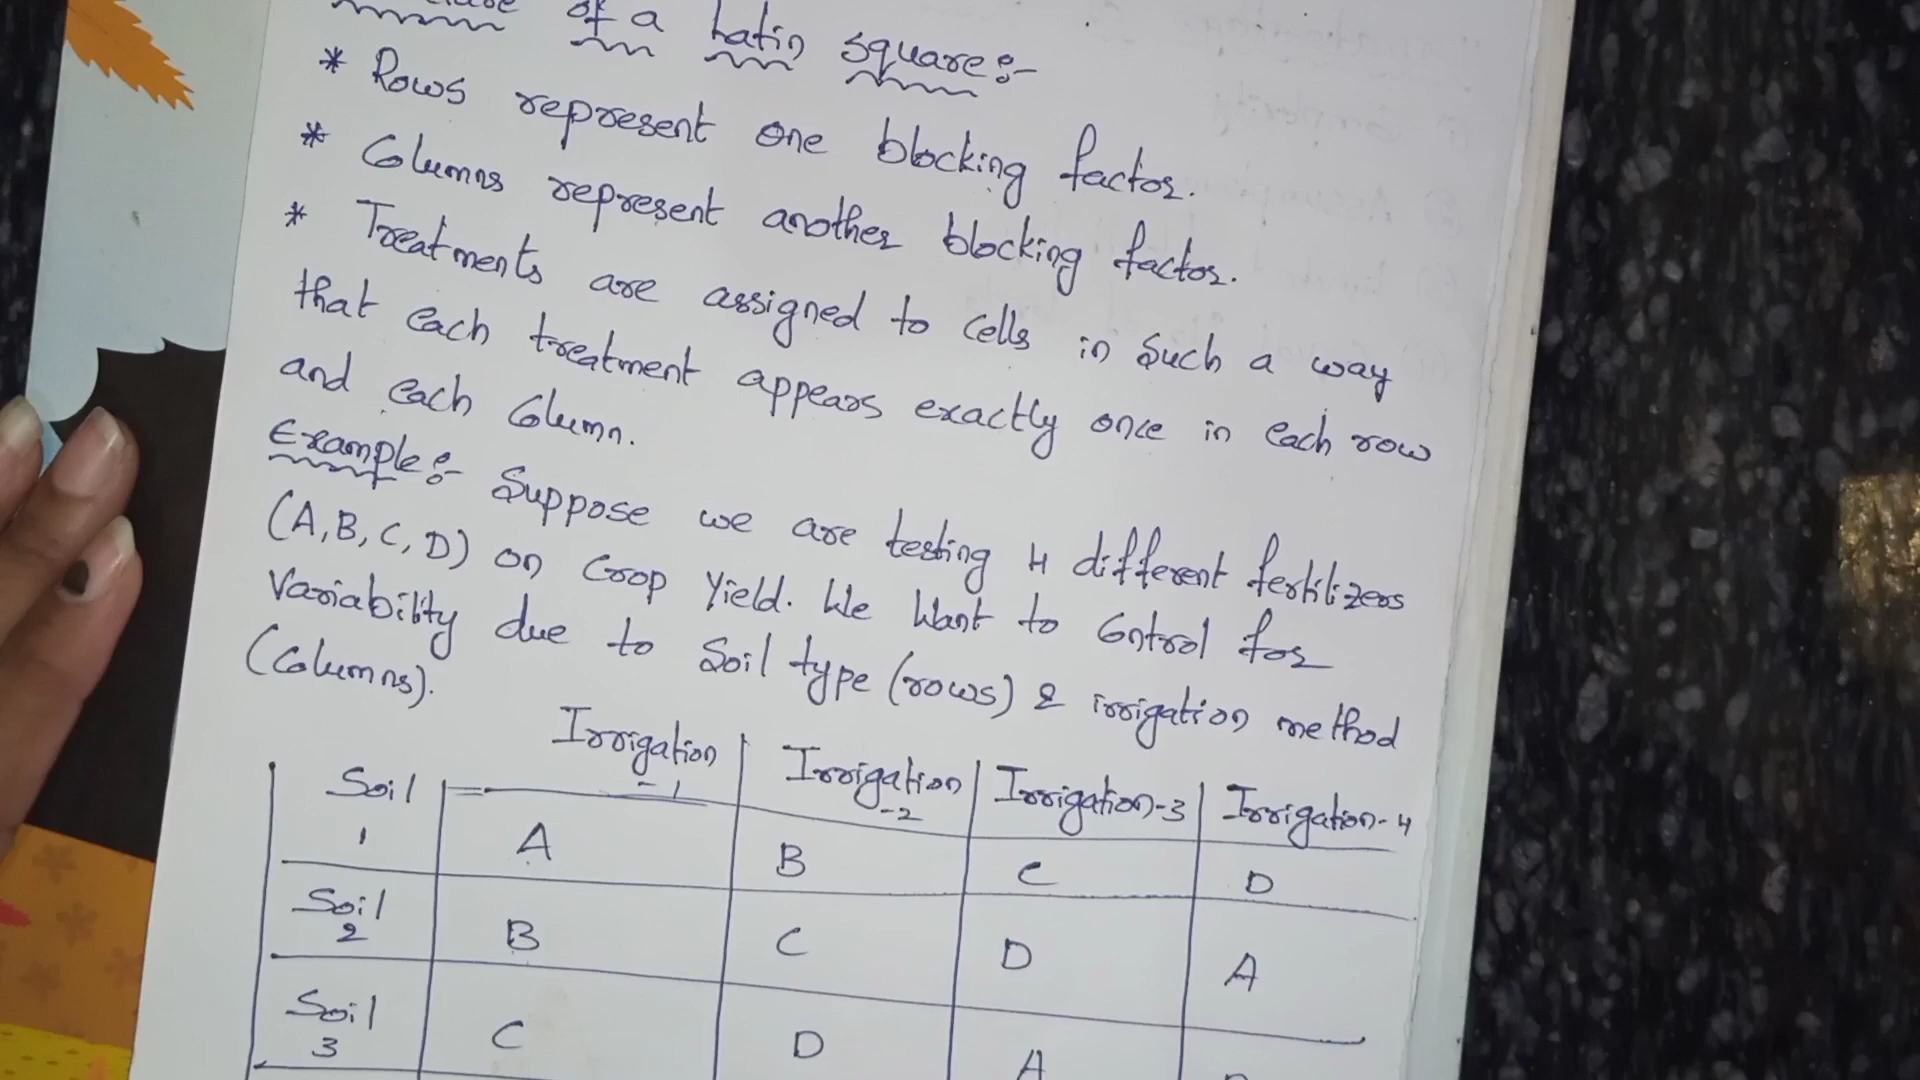 of a Latin square:-
* Rows represent one blocking factor.
* Columns represent another blocking factor.
* Treatments are assigned to cells in such a way
that each treatment appears exactly once in each row
and each Column.
Example:- Suppose we are testing 4 different fertilizers
(A, B, C, D) on Crop Yield. We Want to Control for
Variability due to Soil type (rows) & irrigation method
(Columns).
Soil 1 Irrigation -1 Irrigation -2 Irrigation-3 Irrigation-4
A B C D
Soil 2 B C D A
Soil 3 C D A